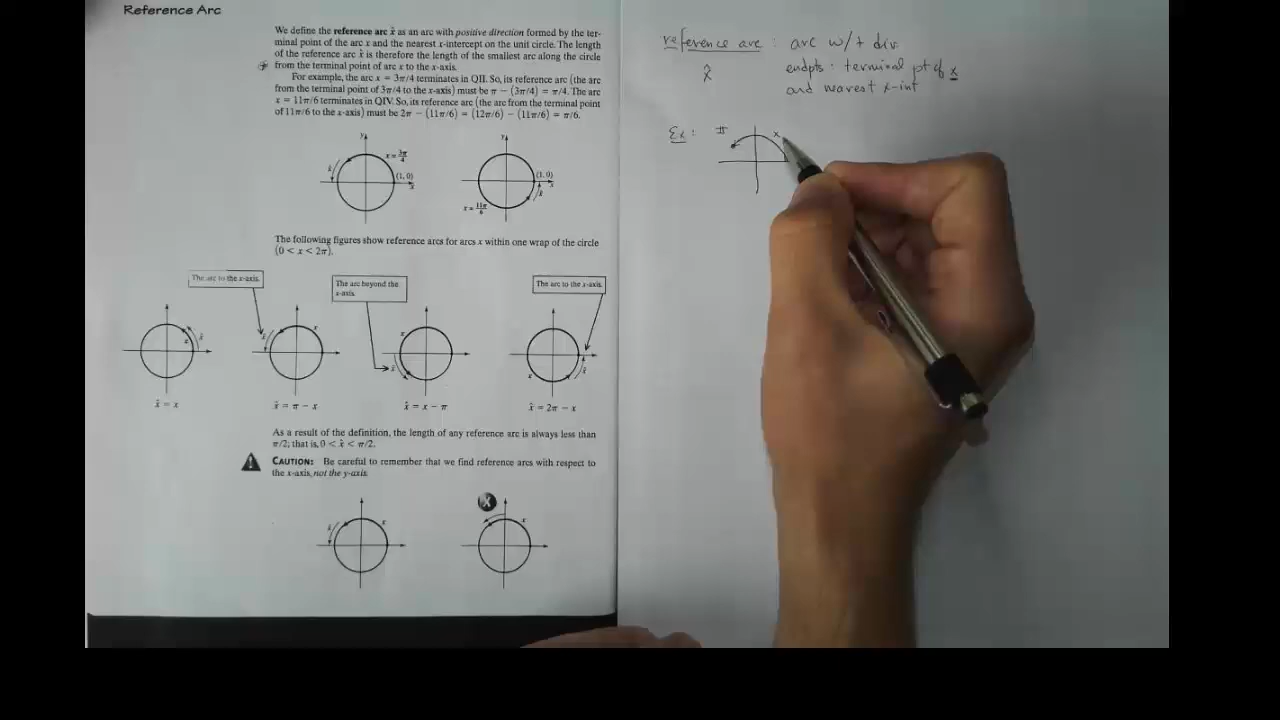 Reference Arc
We define the reference arc x̂ as an arc with positive direction formed by the ter-
minal point of the arc x and the nearest x-intercept on the unit circle. The length
of the reference arc x̂ is therefore the length of the smallest arc along the circle
from the terminal point of arc x to the x-axis.
For example, the arc x = 3π/4 terminates in QII. So, its reference arc (the arc
from the terminal point of 3π/4 to the x-axis) must be π − (3π/4) = π/4. The arc
x = 11π/6 terminates in QIV. So, its reference arc (the arc from the terminal point
of 11π/6 to the x-axis) must be 2π − (11π/6) = (12π/6) − (11π/6) = π/6.
y
x = 3π/4
x̂
(1, 0)
x
y
(1, 0)
x
x̂
x = 11π/6
The following figures show reference arcs for arcs x within one wrap of the circle
(0 < x < 2π).
The arc to the x-axis.
The arc beyond the
x-axis.
The arc to the x-axis.
x̂
x
x̂
x
x
x̂
x
x̂
x̂ = x
x̂ = π − x
x̂ = x − π
x̂ = 2π − x
As a result of the definition, the length of any reference arc is always less than
π/2; that is, 0 < x̂ < π/2.
CAUTION: Be careful to remember that we find reference arcs with respect to
the x-axis, not the y-axis.
X
x̂
x
x
reference arc : arc w/ + dir
x̂
endpts : terminal pt of x
and nearest x-int
Ex :
II
x